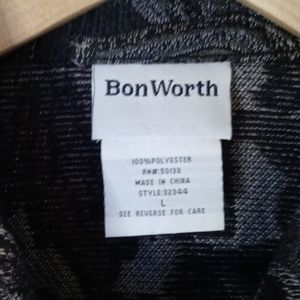 BonWorth
100%POLYESTER
RN#:50132
MADE IN CHINA
STYLE:32344
L
SEE REVERSE FOR CARE